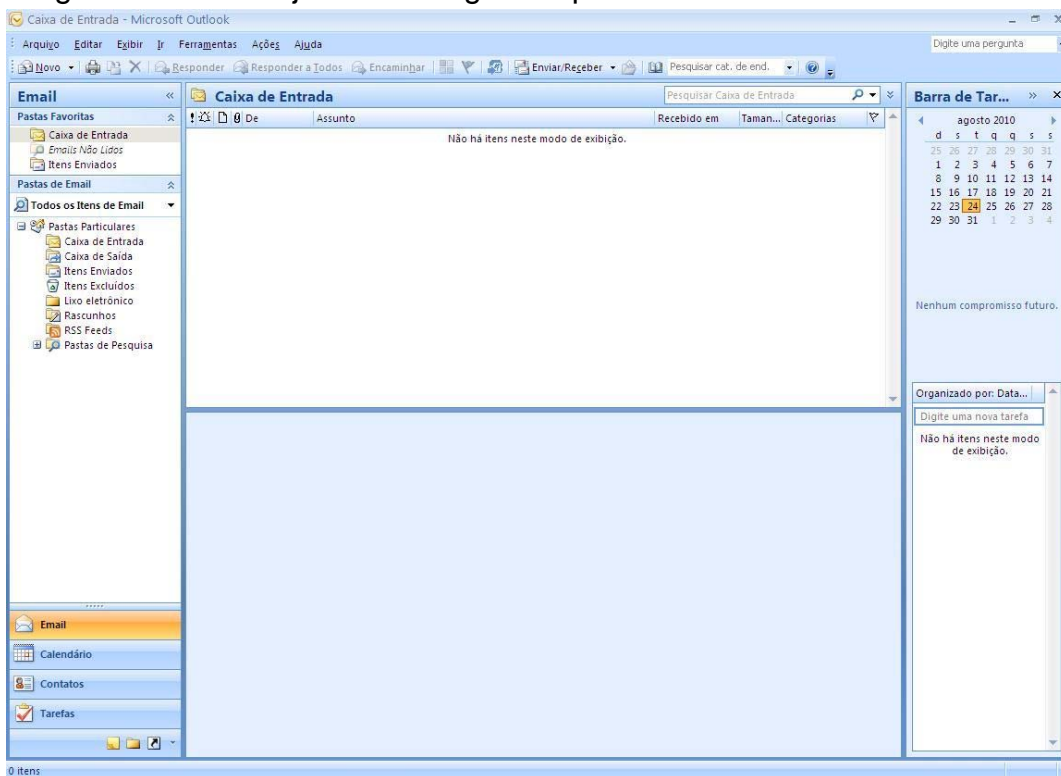 Caixa de Entrada - Microsoft Outlook
Arquivo Editar Exibir Ir Ferramentas Ações Ajuda Digite uma pergunta
Novo Responder Responder a Todos Encaminhar Enviar/Receber Pesquisar cat. de end.
Email «
Pastas Favoritas
Caixa de Entrada
Emails Não Lidos
Itens Enviados
Pastas de Email
Todos os Itens de Email
Pastas Particulares
Caixa de Entrada
Caixa de Saída
Itens Enviados
Itens Excluídos
Lixo eletrônico
Rascunhos
RSS Feeds
Pastas de Pesquisa
Email
Calendário
Contatos
Tarefas
0 itens
Caixa de Entrada Pesquisar Caixa de Entrada
De Assunto Recebido em Taman... Categorias
Não há itens neste modo de exibição.
Barra de Tar... »
agosto 2010
d s t q q s s
25 26 27 28 29 30 31
1 2 3 4 5 6 7
8 9 10 11 12 13 14
15 16 17 18 19 20 21
22 23 24 25 26 27 28
29 30 31 1 2 3 4
Nenhum compromisso futuro.
Organizado por: Data...
Digite uma nova tarefa
Não há itens neste modo
de exibição.